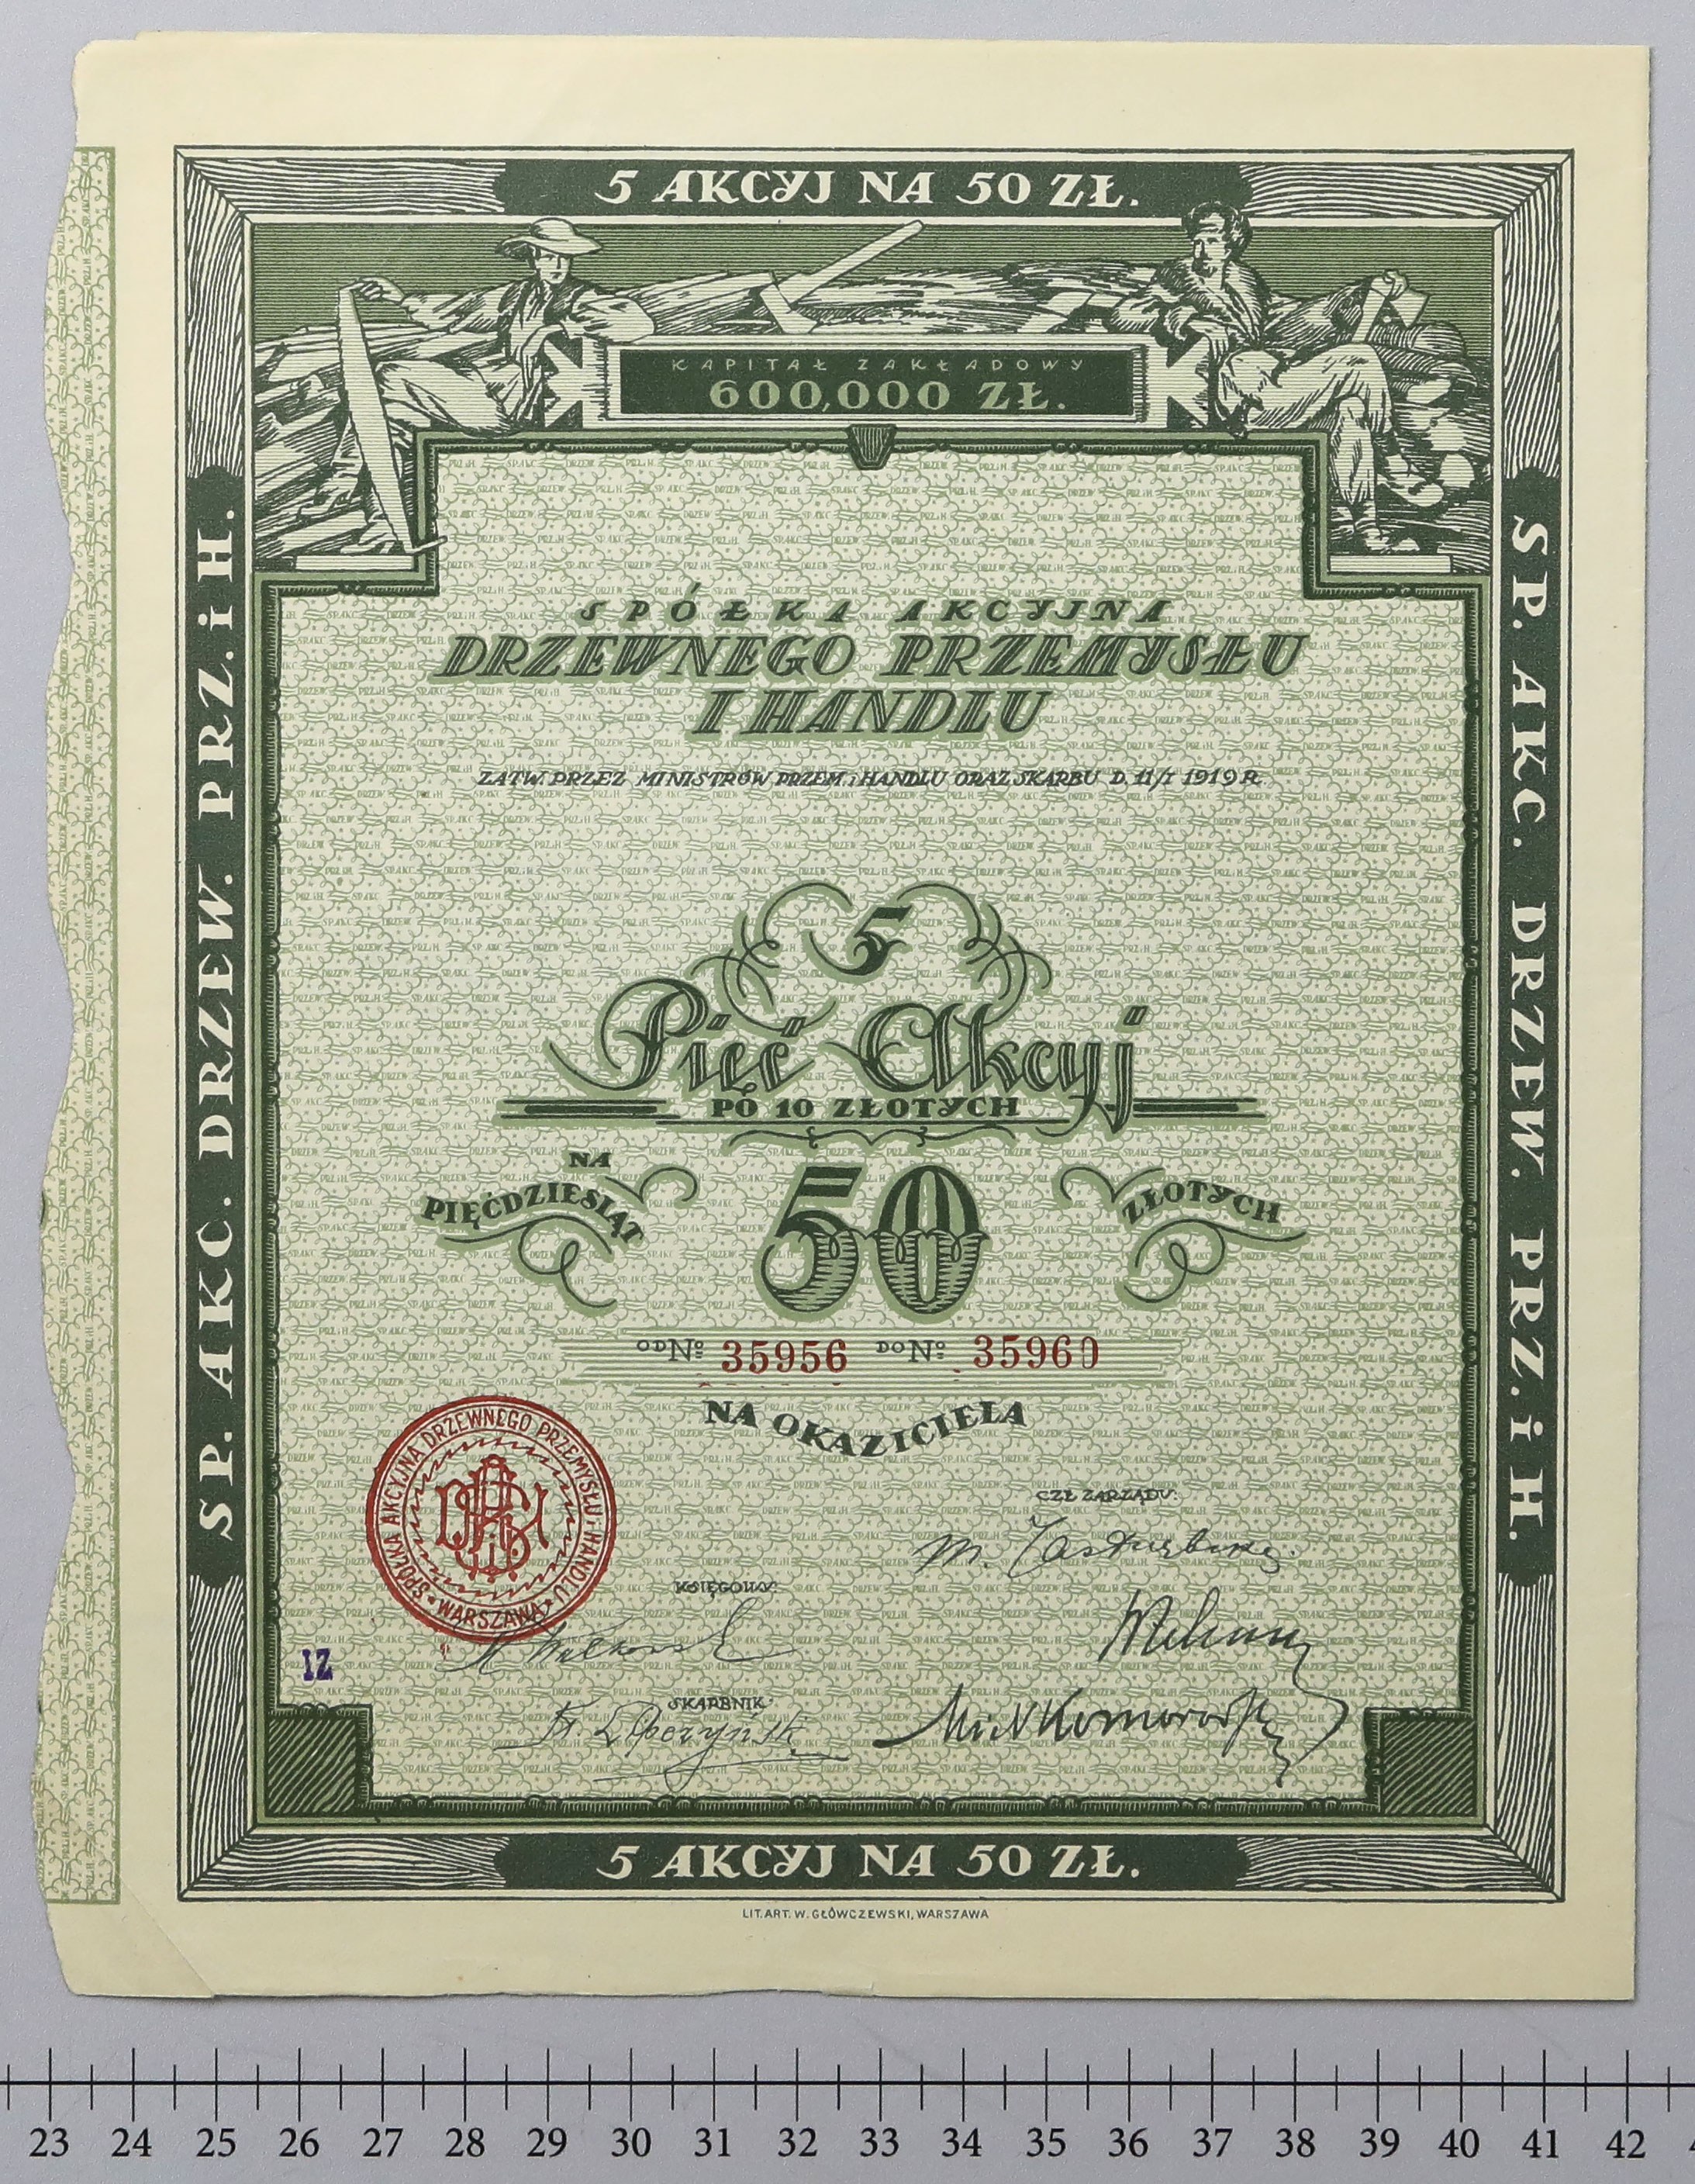 5 AKCYJ NA 50 ZŁ.
KAPITAŁ ZAKŁADOWY
600,000 ZŁ.
SP. AKC. DRZEW. PRZ. i H.
SP. AKC. DRZEW. PRZ. i H.
SPÓŁKA AKCYJNA
DRZEWNEGO PRZEMYSŁU
I HANDLU
ZATW. PRZEZ MINISTRÓW PRZEM. i HANDLU ORAZ SKARBU D. 11/I 1919 R.
5
Pięć Akcyj
PO 10 ZŁOTYCH
NA PIĘĆDZIESIĄT 50 ZŁOTYCH
OD No 35956 DO No 35960
NA OKAZICIELA
SPÓŁKA AKCYJNA DRZEWNEGO PRZEMYSŁU i HANDLU
WARSZAWA
CZŁ. ZARZĄDU:
KSIĘGOWY:
1Z
SKARBNIK:
5 AKCYJ NA 50 ZŁ.
LIT. ART. W. GŁÓWCZEWSKI, WARSZAWA
23 24 25 26 27 28 29 30 31 32 33 34 35 36 37 38 39 40 41 42